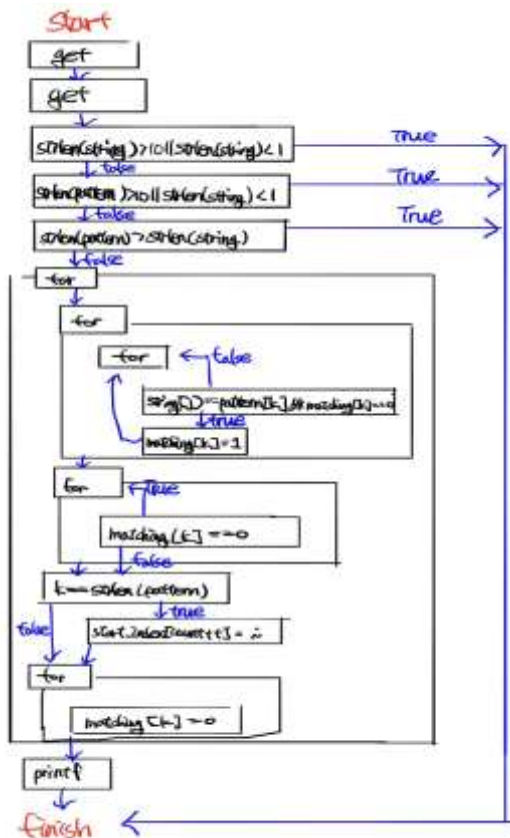 start
get
get
strlen(string)>10||strlen(string)<1
True
false
strlen(pattern)>10||strlen(string)<1
True
false
strlen(pattern)>strlen(string)
True
false
for
for
for
false
string[j]==pattern[k]&&matching[k]==0
true
matching[k]=1
for
true
matching[k]==0
false
k==strlen(pattern)
true
false
start_index[count++]=i
for
matching[k]=0
printf
finish